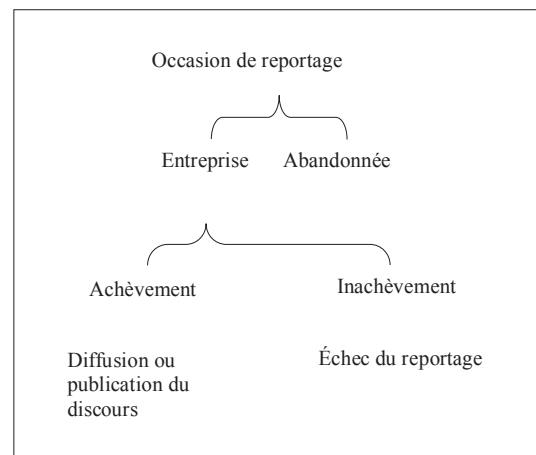 Occasion de reportage
Entreprise Abandonnée
Achèvement Inachèvement
Diffusion ou
publication du
discours
Échec du reportage